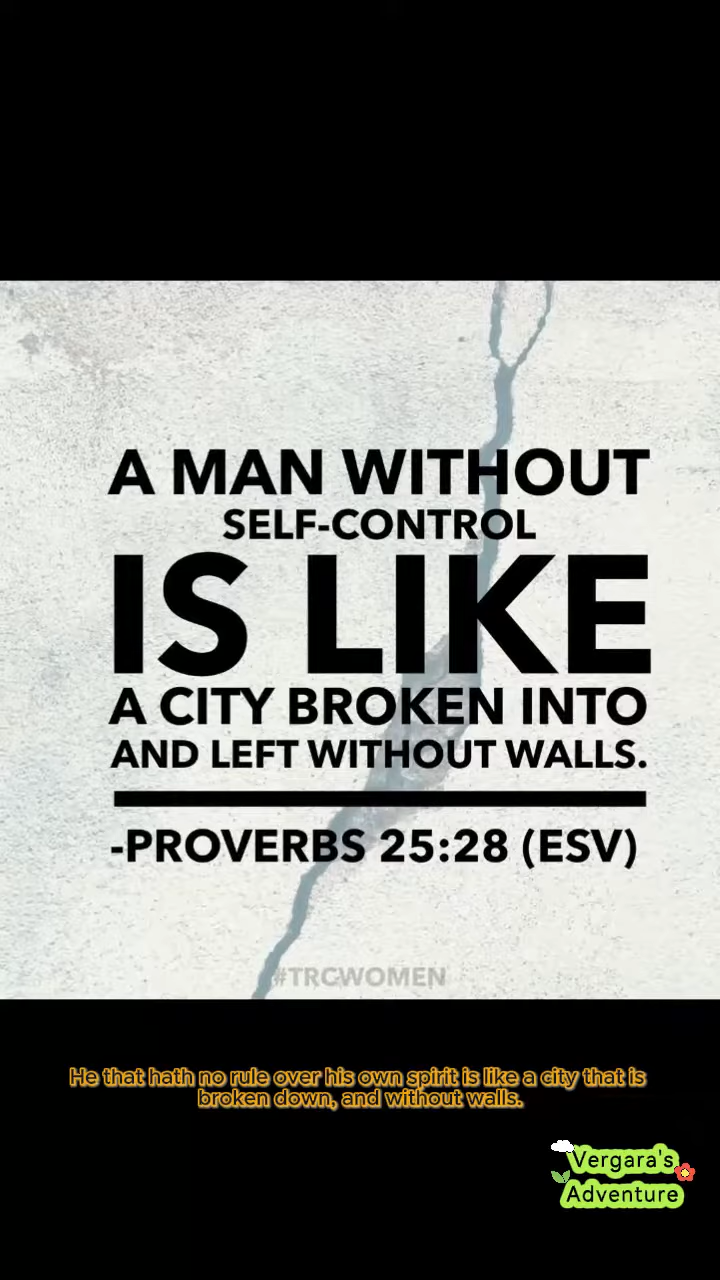 A MAN WITHOUT
SELF-CONTROL
IS LIKE
A CITY BROKEN INTO
AND LEFT WITHOUT WALLS.
-PROVERBS 25:28 (ESV)
#TRCWOMEN
He that hath no rule over his own spirit is like a city that is
broken down, and without walls.
Vergara's
Adventure